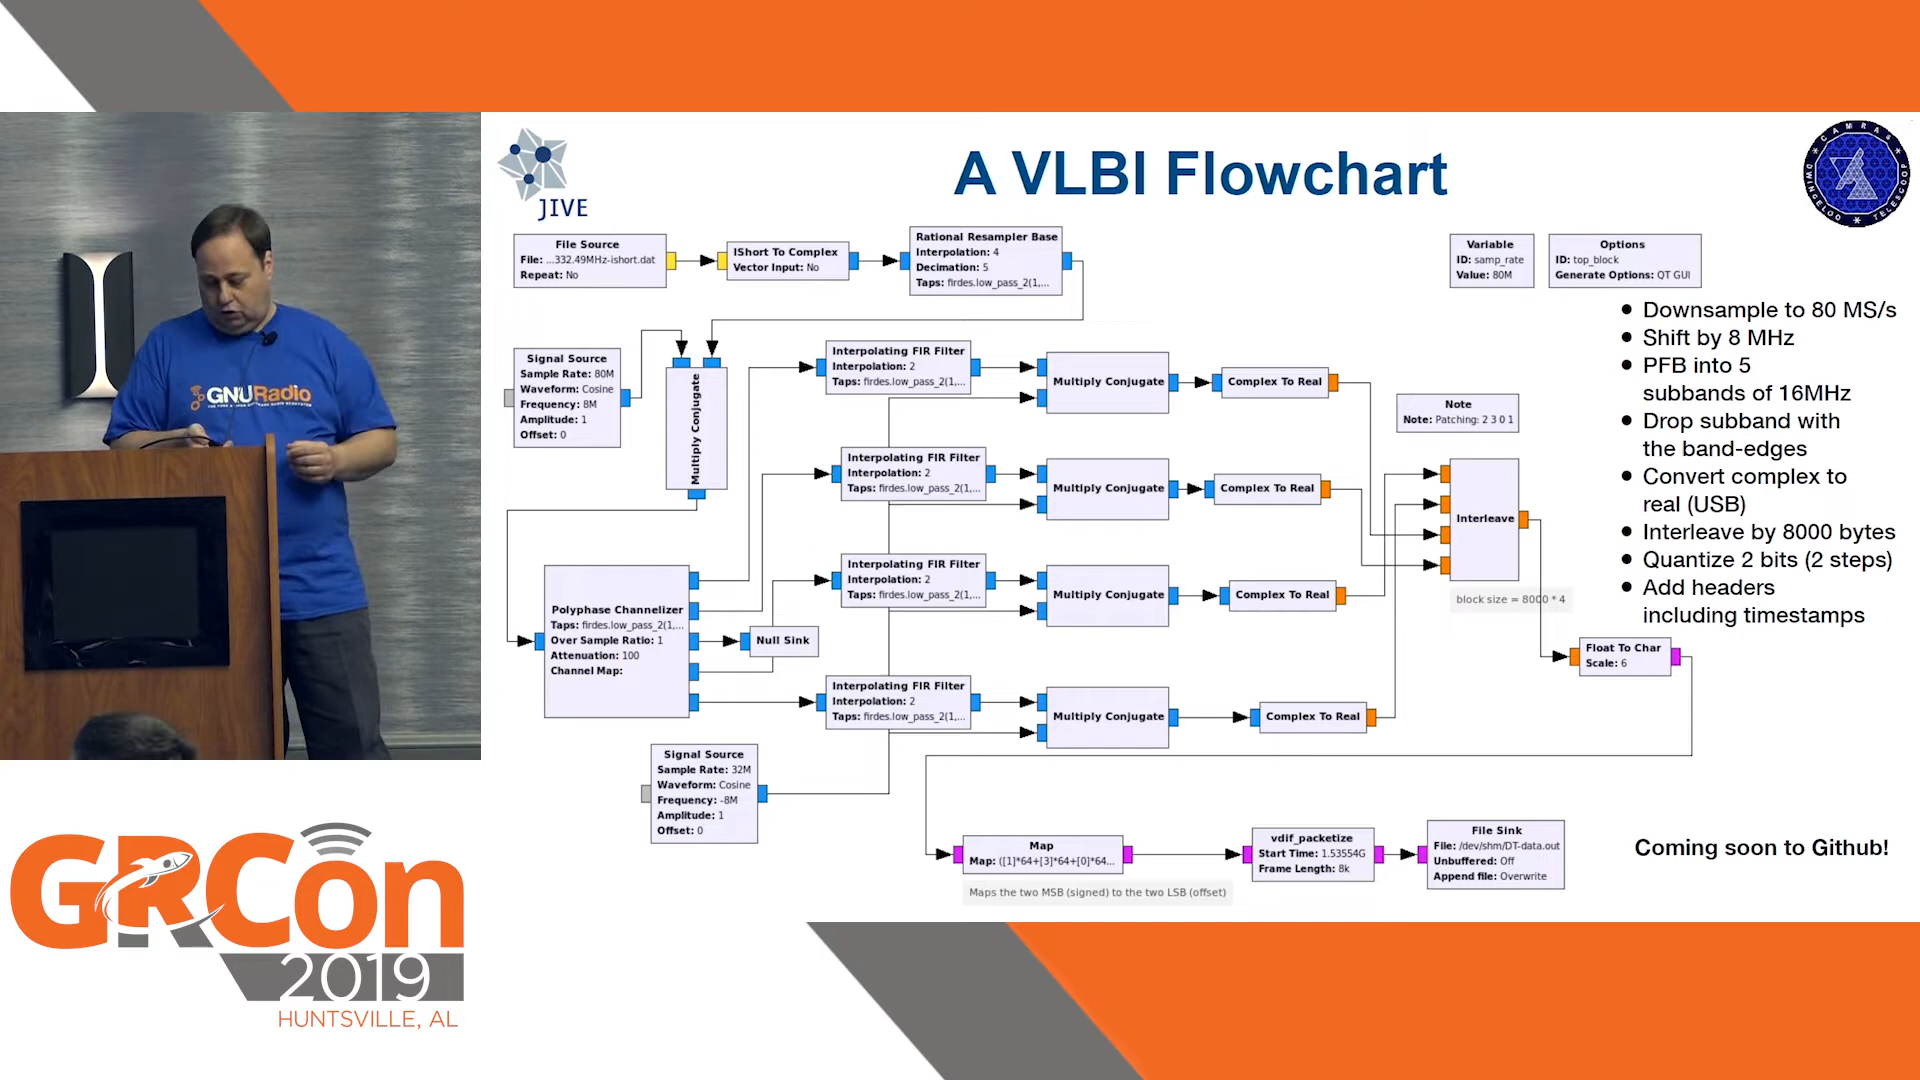 JIVE
A VLBI Flowchart
CAMRAS
DWINGELOO TELESCOOP
File Source
File: ...332.49MHz-ishort.dat
Repeat: No
IShort To Complex
Vector Input: No
Rational Resampler Base
Interpolation: 4
Decimation: 5
Taps: firdes.low_pass_2(1,...
Variable
ID: samp_rate
Value: 80M
Options
ID: top_block
Generate Options: QT GUI
Signal Source
Sample Rate: 80M
Waveform: Cosine
Frequency: 8M
Amplitude: 1
Offset: 0
Multiply Conjugate
Interpolating FIR Filter
Interpolation: 2
Taps: firdes.low_pass_2(1,...
Multiply Conjugate
Complex To Real
Interpolating FIR Filter
Interpolation: 2
Taps: firdes.low_pass_2(1,...
Multiply Conjugate
Complex To Real
Note
Note: Patching: 2 3 0 1
Interleave
block size = 8000 * 4
Interpolating FIR Filter
Interpolation: 2
Taps: firdes.low_pass_2(1,...
Multiply Conjugate
Complex To Real
Polyphase Channelizer
Taps: firdes.low_pass_2(1,...
Over Sample Ratio: 1
Attenuation: 100
Channel Map:
Null Sink
Interpolating FIR Filter
Interpolation: 2
Taps: firdes.low_pass_2(1,...
Multiply Conjugate
Complex To Real
Float To Char
Scale: 6
Signal Source
Sample Rate: 32M
Waveform: Cosine
Frequency: -8M
Amplitude: 1
Offset: 0
Map
Map: ([1]*64+[3]*64+[0]*64...
Maps the two MSB (signed) to the two LSB (offset)
vdif_packetize
Start Time: 1.53554G
Frame Length: 8k
File Sink
File: /dev/shm/DT-data.out
Unbuffered: Off
Append file: Overwrite
● Downsample to 80 MS/s
● Shift by 8 MHz
● PFB into 5
subbands of 16MHz
● Drop subband with
the band-edges
● Convert complex to
real (USB)
● Interleave by 8000 bytes
● Quantize 2 bits (2 steps)
● Add headers
including timestamps
Coming soon to Github!
GNURadio
GRCon
2019
HUNTSVILLE, AL